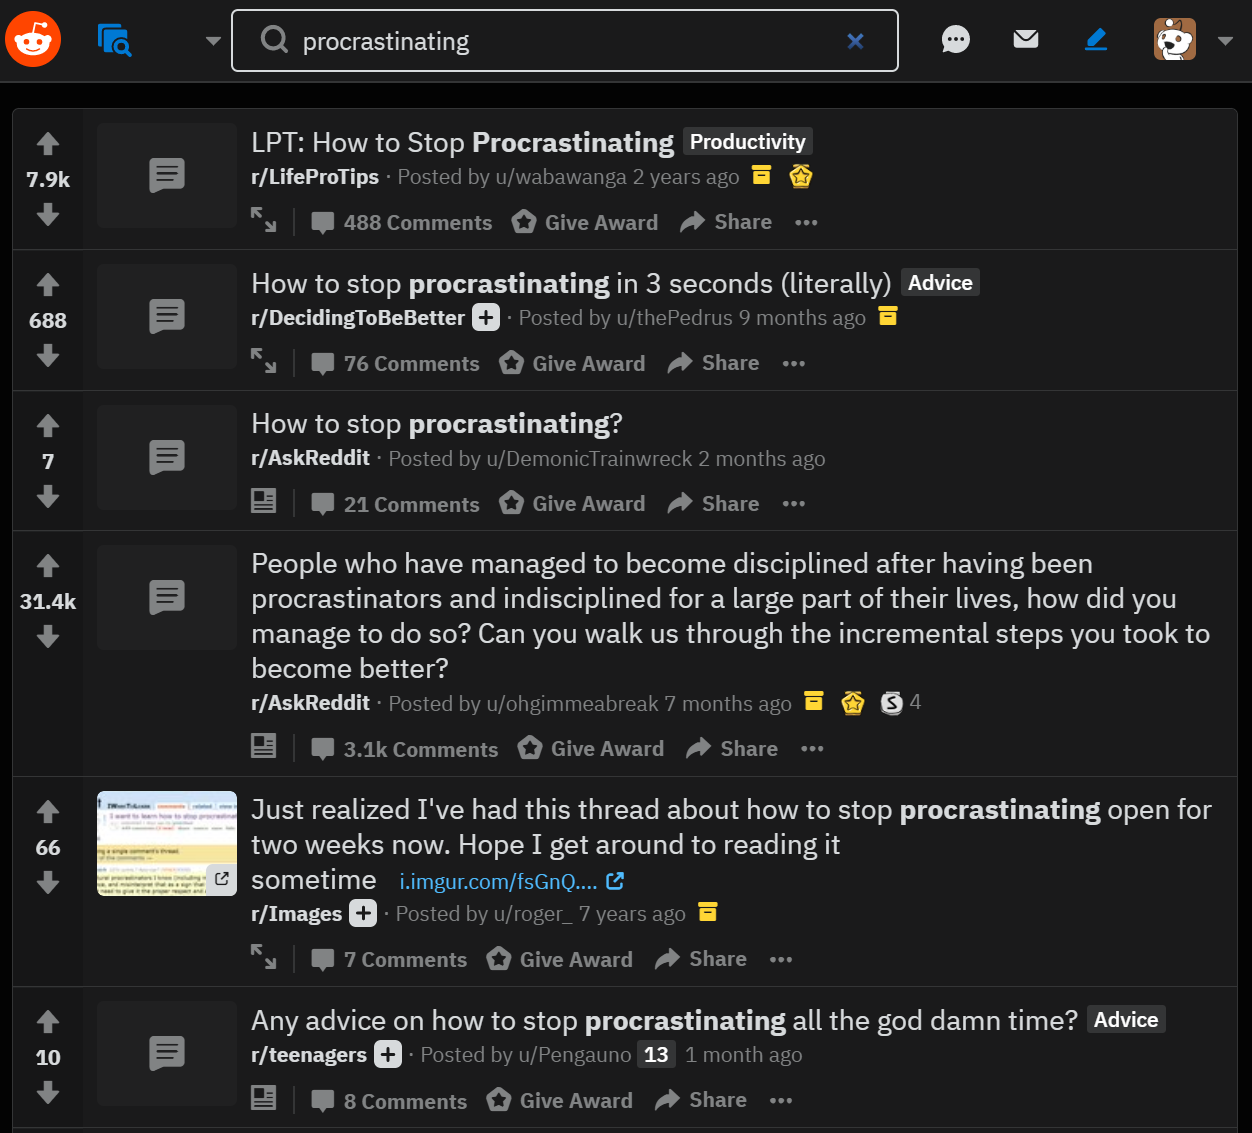 procrastinating
LPT: How to Stop Procrastinating Productivity
7.9k
r/LifeProTips · Posted by u/wabawanga 2 years ago
488 Comments Give Award Share
How to stop procrastinating in 3 seconds (literally) Advice
688
r/DecidingToBeBetter · Posted by u/thePedrus 9 months ago
76 Comments Give Award Share
How to stop procrastinating?
7
r/AskReddit · Posted by u/DemonicTrainwreck 2 months ago
21 Comments Give Award Share
People who have managed to become disciplined after having been
31.4k
procrastinators and indisciplined for a large part of their lives, how did you
manage to do so? Can you walk us through the incremental steps you took to
become better?
r/AskReddit · Posted by u/ohgimmeabreak 7 months ago 4
3.1k Comments Give Award Share
Just realized I've had this thread about how to stop procrastinating open for
66
two weeks now. Hope I get around to reading it
sometime i.imgur.com/fsGnQ....
r/Images · Posted by u/roger_ 7 years ago
7 Comments Give Award Share
Any advice on how to stop procrastinating all the god damn time? Advice
10
r/teenagers · Posted by u/Pengauno 13 1 month ago
8 Comments Give Award Share